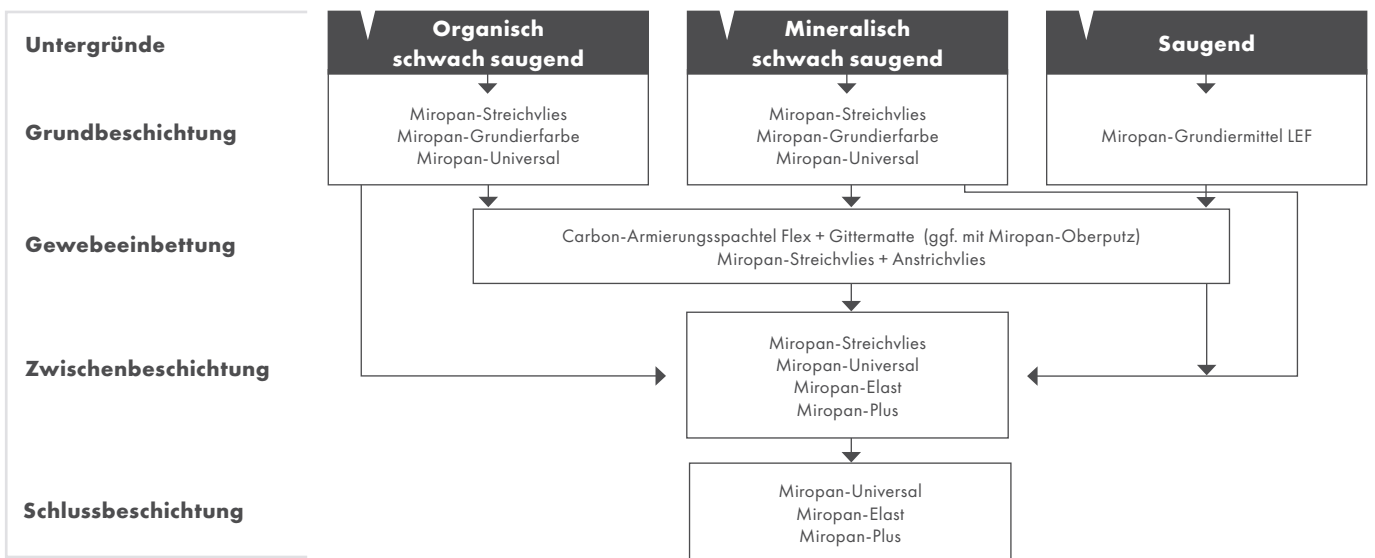 Untergründe
Organisch
schwach saugend
Mineralisch
schwach saugend
Saugend
Grundbeschichtung
Miropan-Streichvlies
Miropan-Grundierfarbe
Miropan-Universal
Miropan-Streichvlies
Miropan-Grundierfarbe
Miropan-Universal
Miropan-Grundiermittel LEF
Gewebeeinbettung
Carbon-Armierungsspachtel Flex + Gittermatte (ggf. mit Miropan-Oberputz)
Miropan-Streichvlies + Anstrichvlies
Zwischenbeschichtung
Miropan-Streichvlies
Miropan-Universal
Miropan-Elast
Miropan-Plus
Schlussbeschichtung
Miropan-Universal
Miropan-Elast
Miropan-Plus